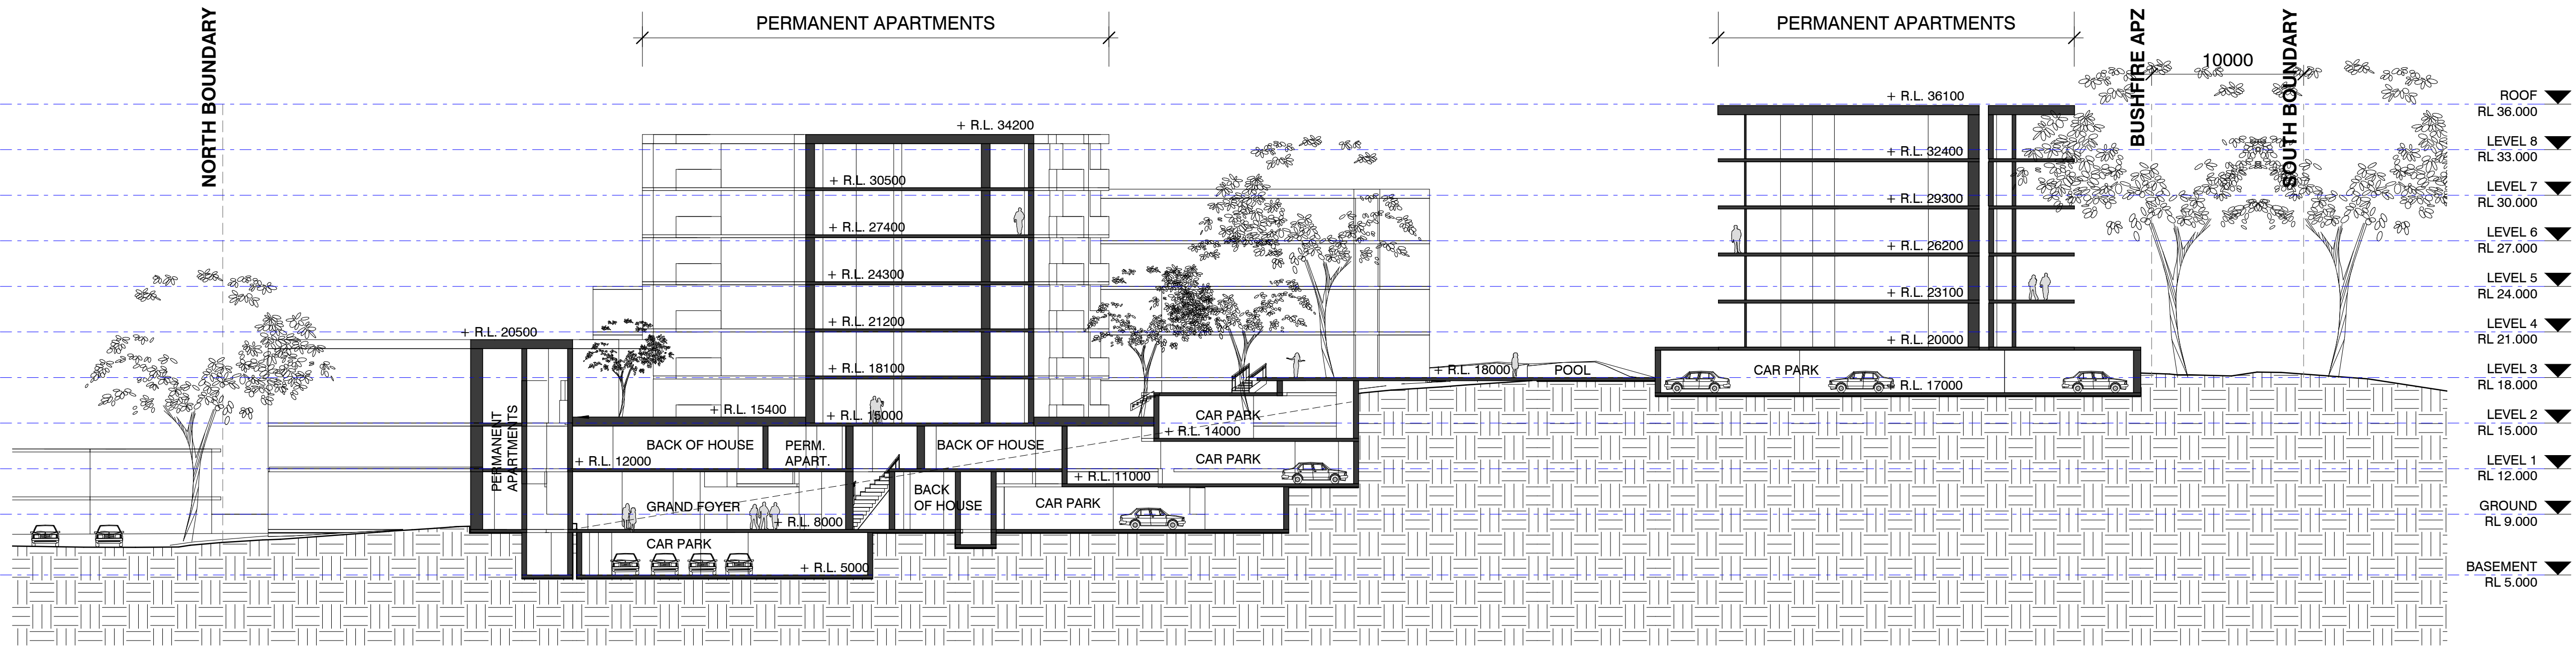 PERMANENT APARTMENTS
PERMANENT APARTMENTS
NORTH BOUNDARY
BUSHFIRE APZ
SOUTH BOUNDARY
10000
ROOF
RL 36.000
LEVEL 8
RL 33.000
LEVEL 7
RL 30.000
LEVEL 6
RL 27.000
LEVEL 5
RL 24.000
LEVEL 4
RL 21.000
LEVEL 3
RL 18.000
LEVEL 2
RL 15.000
LEVEL 1
RL 12.000
GROUND
RL 9.000
BASEMENT
RL 5.000
+ R.L. 34200
+ R.L. 30500
+ R.L. 27400
+ R.L. 24300
+ R.L. 21200
+ R.L. 18100
+ R.L. 15400
+ R.L. 15000
+ R.L. 20500
PERMANENT
APARTMENTS
BACK OF HOUSE
PERM.
APART.
BACK OF HOUSE
+ R.L. 12000
GRAND FOYER
+ R.L. 8000
BACK
OF HOUSE
CAR PARK
+ R.L. 5000
CAR PARK
+ R.L. 14000
CAR PARK
+ R.L. 11000
CAR PARK
+ R.L. 18000
POOL
+ R.L. 36100
+ R.L. 32400
+ R.L. 29300
+ R.L. 26200
+ R.L. 23100
+ R.L. 20000
CAR PARK
+ R.L. 17000